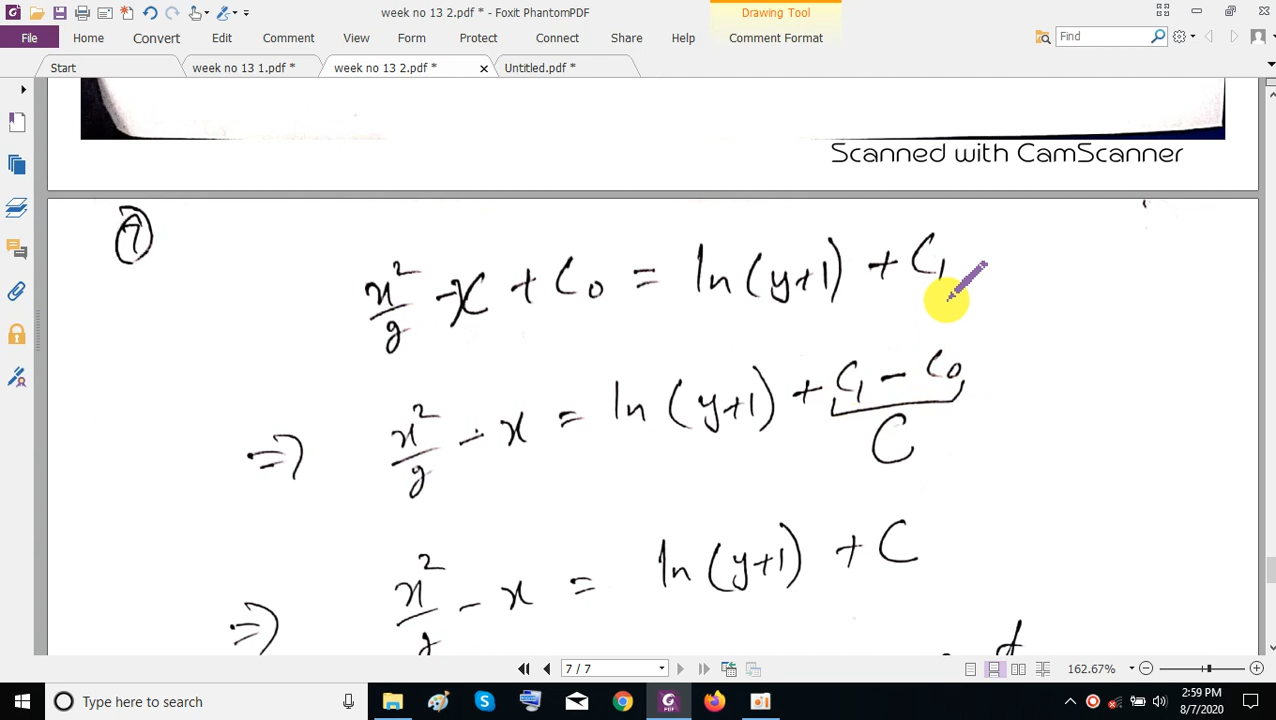 week no 13 2.pdf * - Foxit PhantomPDF
Drawing Tool
File Home Convert Edit Comment View Form Protect Connect Share Help Comment Format
Find
Start
week no 13 1.pdf *
week no 13 2.pdf *
Untitled.pdf *
Scanned with CamScanner
7
x²/2 - x + C₀ = ln(y+1) + C₁
⇒ x²/2 - x = ln(y+1) + C₁ - C₀
C
⇒ x²/2 - x = ln(y+1) + C
7 / 7
162.67%
Type here to search
2:59 PM
8/7/2020